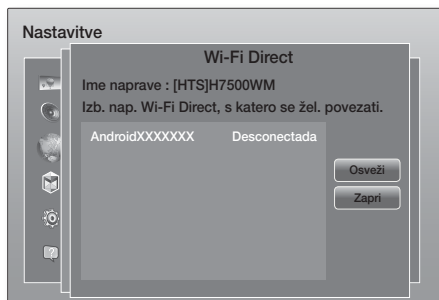 Nastavitve
Wi-Fi Direct
Ime naprave : [HTS]H7500WM
Izb. nap. Wi-Fi Direct, s katero se žel. povezati.
AndroidXXXXXXX Desconectada
Osveži
Zapri
?